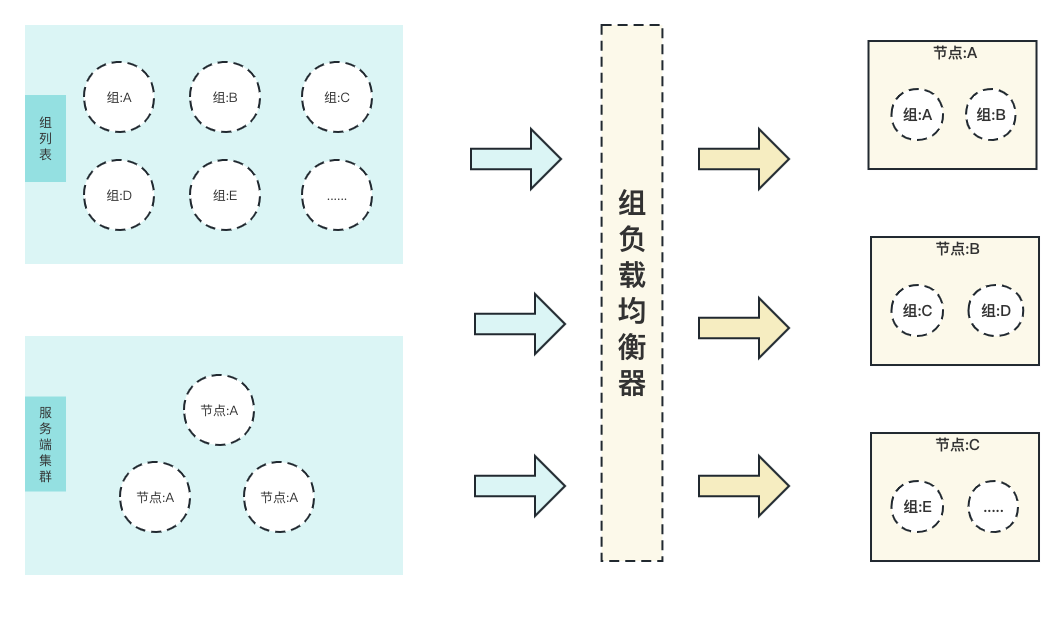 组列表
组:A
组:B
组:C
组:D
组:E
......
服务端集群
节点:A
节点:A
节点:A
组负载均衡器
节点:A
组:A
组:B
节点:B
组:C
组:D
节点:C
组:E
.....